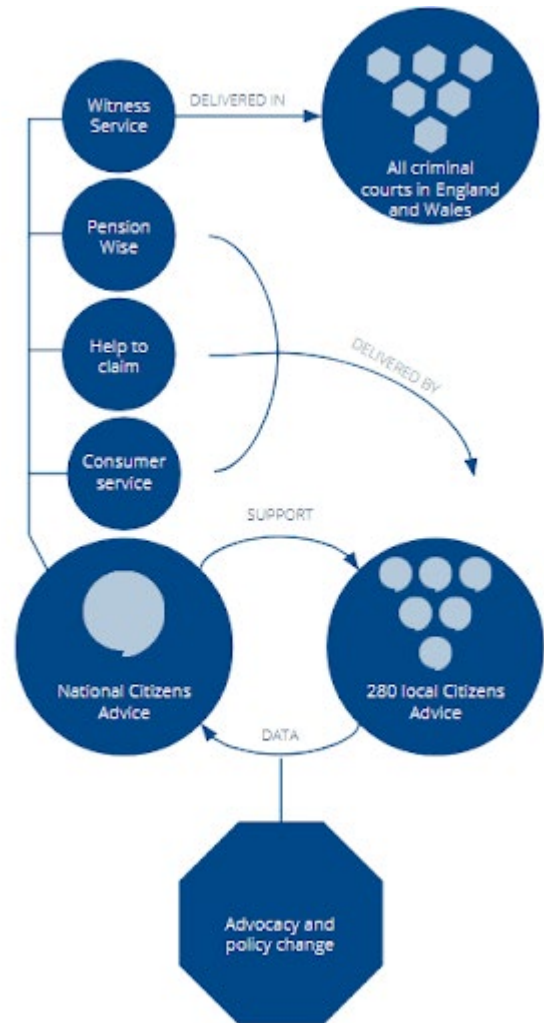 Witness
Service
DELIVERED IN
All criminal
courts in England
and Wales
Pension
Wise
Help to
claim
DELIVERED BY
Consumer
service
SUPPORT
National Citizens
Advice
280 local Citizens
Advice
DATA
Advocacy and
policy change